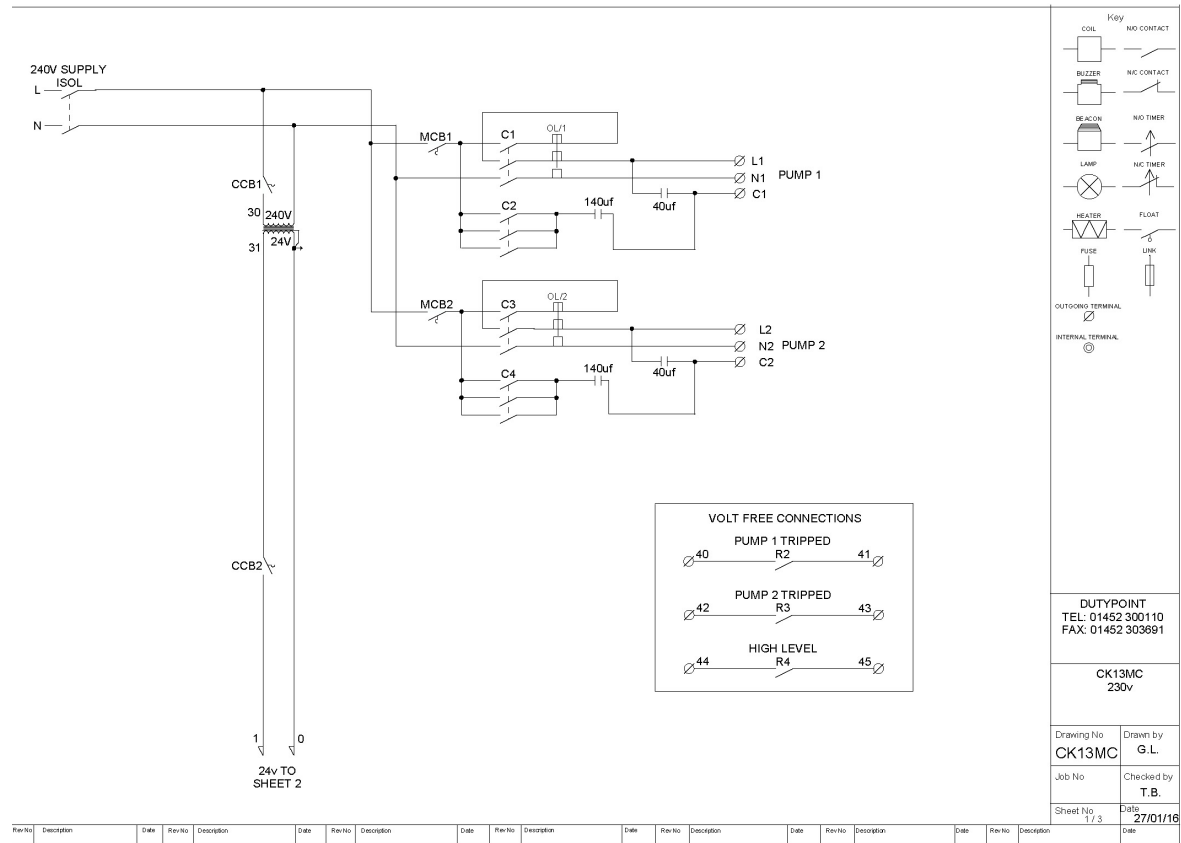 240V SUPPLY
ISOL
L
N
CCB1
30 240V
31 24V
MCB1
C1
OL/1
L1
N1 PUMP 1
C1
40uf
C2
140uf
MCB2
C3
OL/2
L2
N2 PUMP 2
C2
40uf
C4
140uf
CCB2
1 0
24v TO
SHEET 2
VOLT FREE CONNECTIONS
PUMP 1 TRIPPED
40 R2 41
PUMP 2 TRIPPED
42 R3 43
HIGH LEVEL
44 R4 45
Key
COIL N/O CONTACT
BUZZER N/C CONTACT
BEACON N/O TIMER
LAMP N/C TIMER
HEATER FLOAT
FUSE LINK
OUTGOING TERMINAL
INTERNAL TERMINAL
DUTYPOINT
TEL: 01452 300110
FAX: 01452 303691
CK13MC
230v
Drawing No Drawn by
CK13MC G.L.
Job No Checked by
T.B.
Sheet No Date
1 / 3 27/01/16
Rev No Description Date Rev No Description Date Rev No Description Date Rev No Description Date Rev No Description Date Rev No Description Date Rev No Description Date